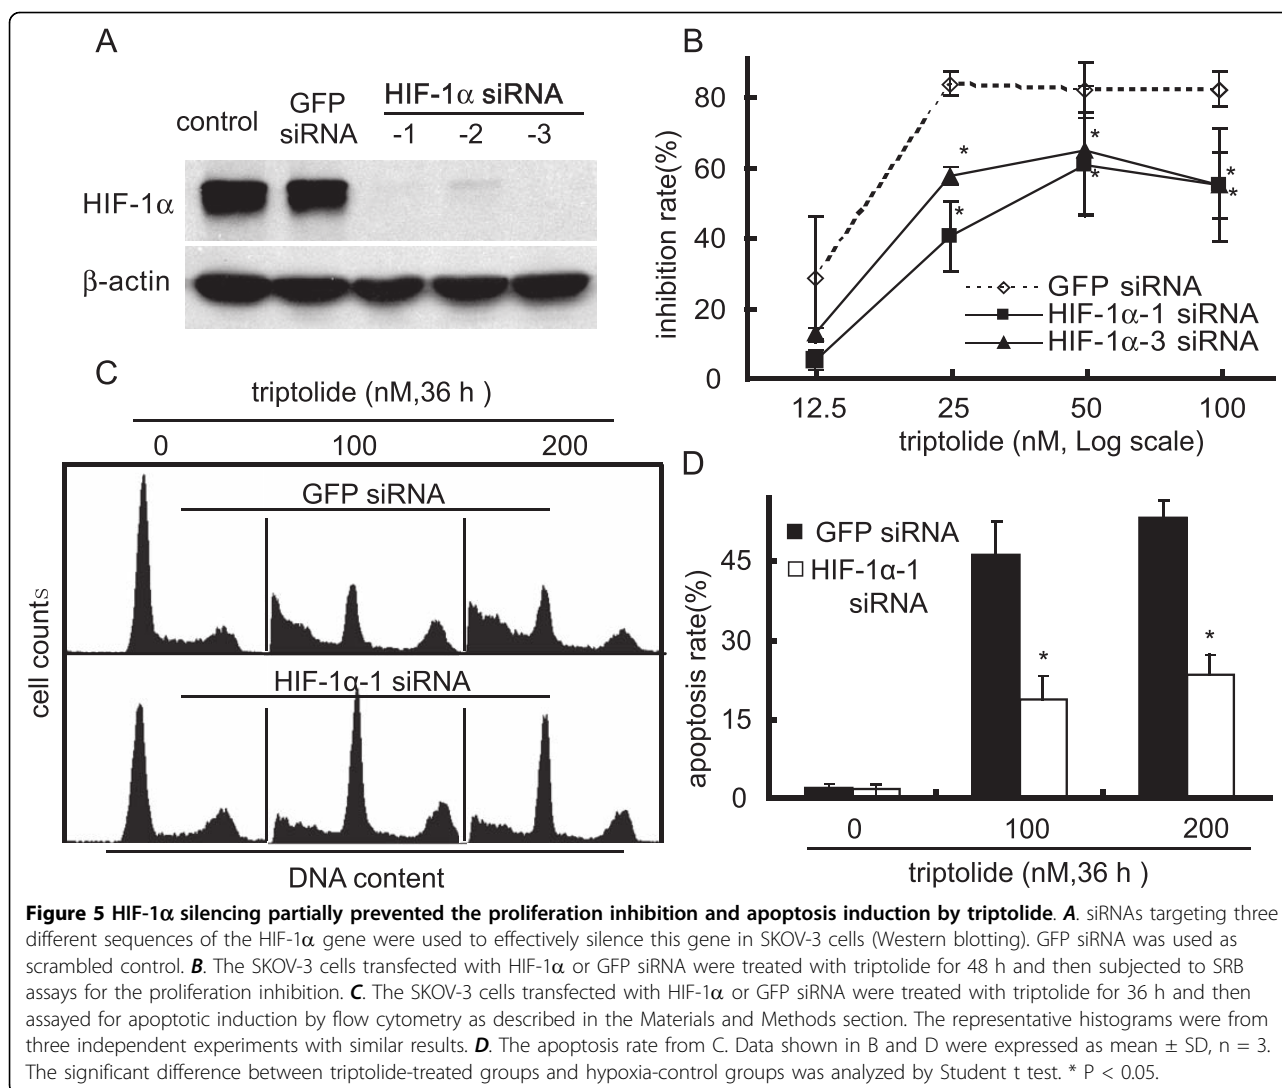 A
control
GFP
siRNA
HIF-1α siRNA
-1 -2 -3
HIF-1α
β-actin
B
inhibition rate(%)
80
60
40
20
0
*
*
*
*
*
*
GFP siRNA
HIF-1α-1 siRNA
HIF-1α-3 siRNA
12.5 25 50 100
triptolide (nM, Log scale)
C
triptolide (nM,36 h )
0 100 200
GFP siRNA
HIF-1α-1 siRNA
cell counts
DNA content
D
apoptosis rate(%)
45
30
15
0
GFP siRNA
HIF-1α-1
siRNA
*
*
0 100 200
triptolide (nM,36 h )
Figure 5 HIF-1α silencing partially prevented the proliferation inhibition and apoptosis induction by triptolide. A. siRNAs targeting three
different sequences of the HIF-1α gene were used to effectively silence this gene in SKOV-3 cells (Western blotting). GFP siRNA was used as
scrambled control. B. The SKOV-3 cells transfected with HIF-1α or GFP siRNA were treated with triptolide for 48 h and then subjected to SRB
assays for the proliferation inhibition. C. The SKOV-3 cells transfected with HIF-1α or GFP siRNA were treated with triptolide for 36 h and then
assayed for apoptotic induction by flow cytometry as described in the Materials and Methods section. The representative histograms were from
three independent experiments with similar results. D. The apoptosis rate from C. Data shown in B and D were expressed as mean ± SD, n = 3.
The significant difference between triptolide-treated groups and hypoxia-control groups was analyzed by Student t test. * P < 0.05.